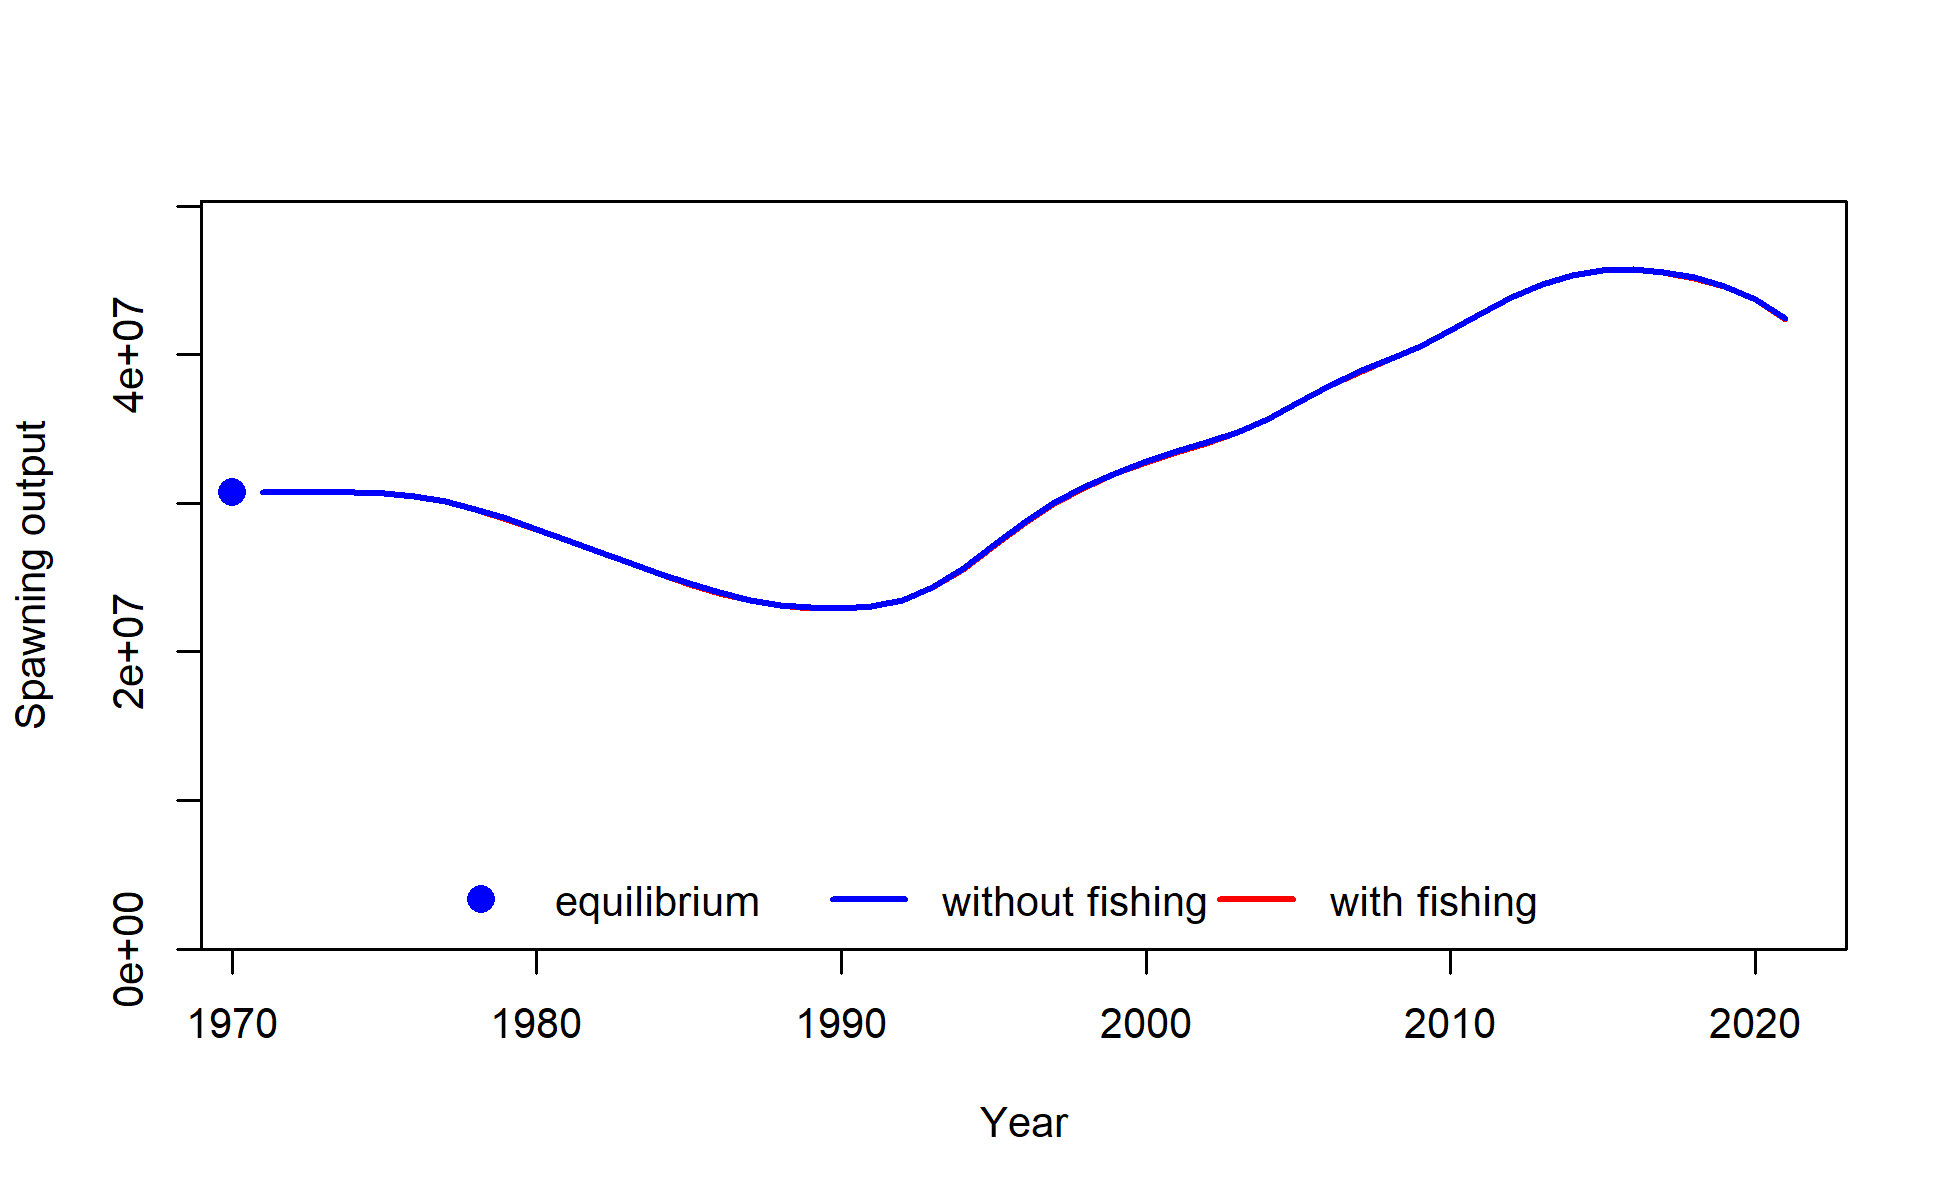 Spawning output
4e+07
2e+07
0e+00
equilibrium without fishing with fishing
1970 1980 1990 2000 2010 2020
Year